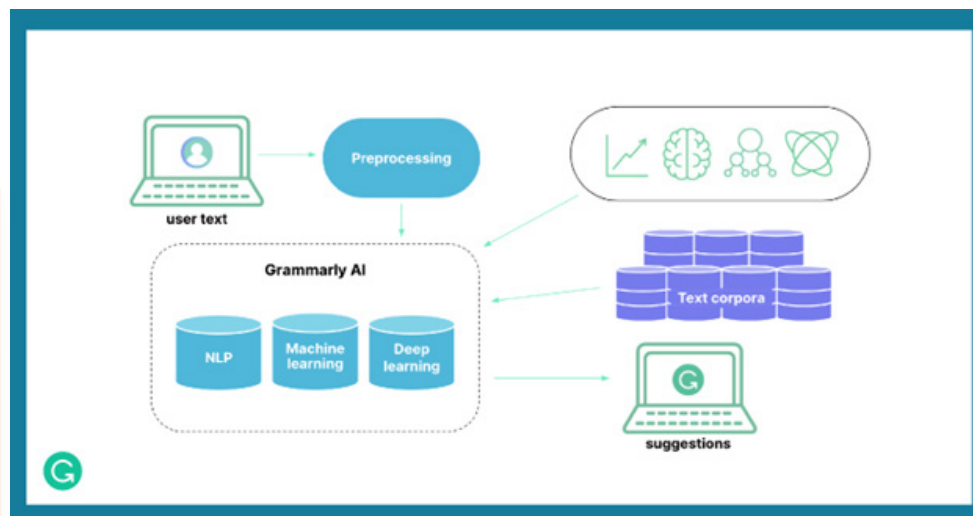 Preprocessing
user text
Grammarly AI
NLP
Machine
learning
Deep
learning
Text corpora
G
suggestions
G